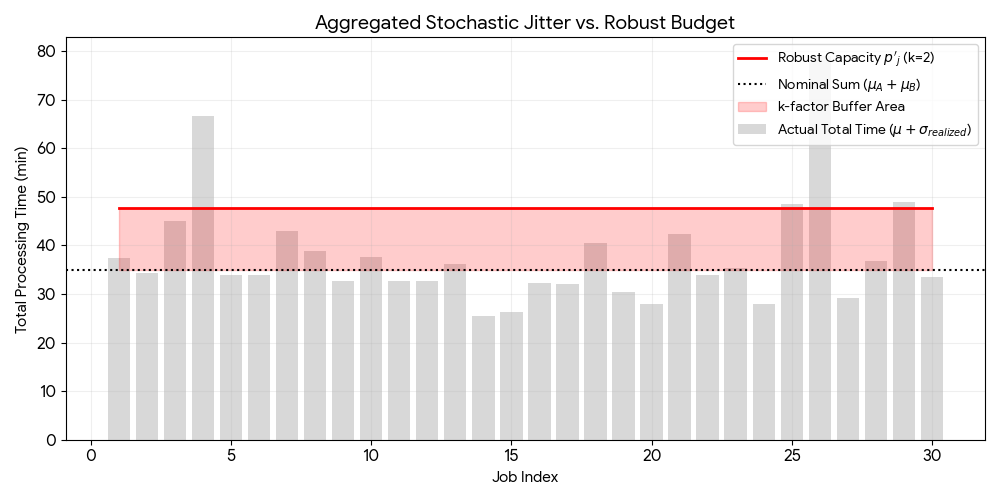 Aggregated Stochastic Jitter vs. Robust Budget
Robust Capacity p′j (k=2)
Nominal Sum (μA + μB)
k-factor Buffer Area
Actual Total Time (μ + σrealized)
Total Processing Time (min)
80
70
60
50
40
30
20
10
0
0 5 10 15 20 25 30
Job Index